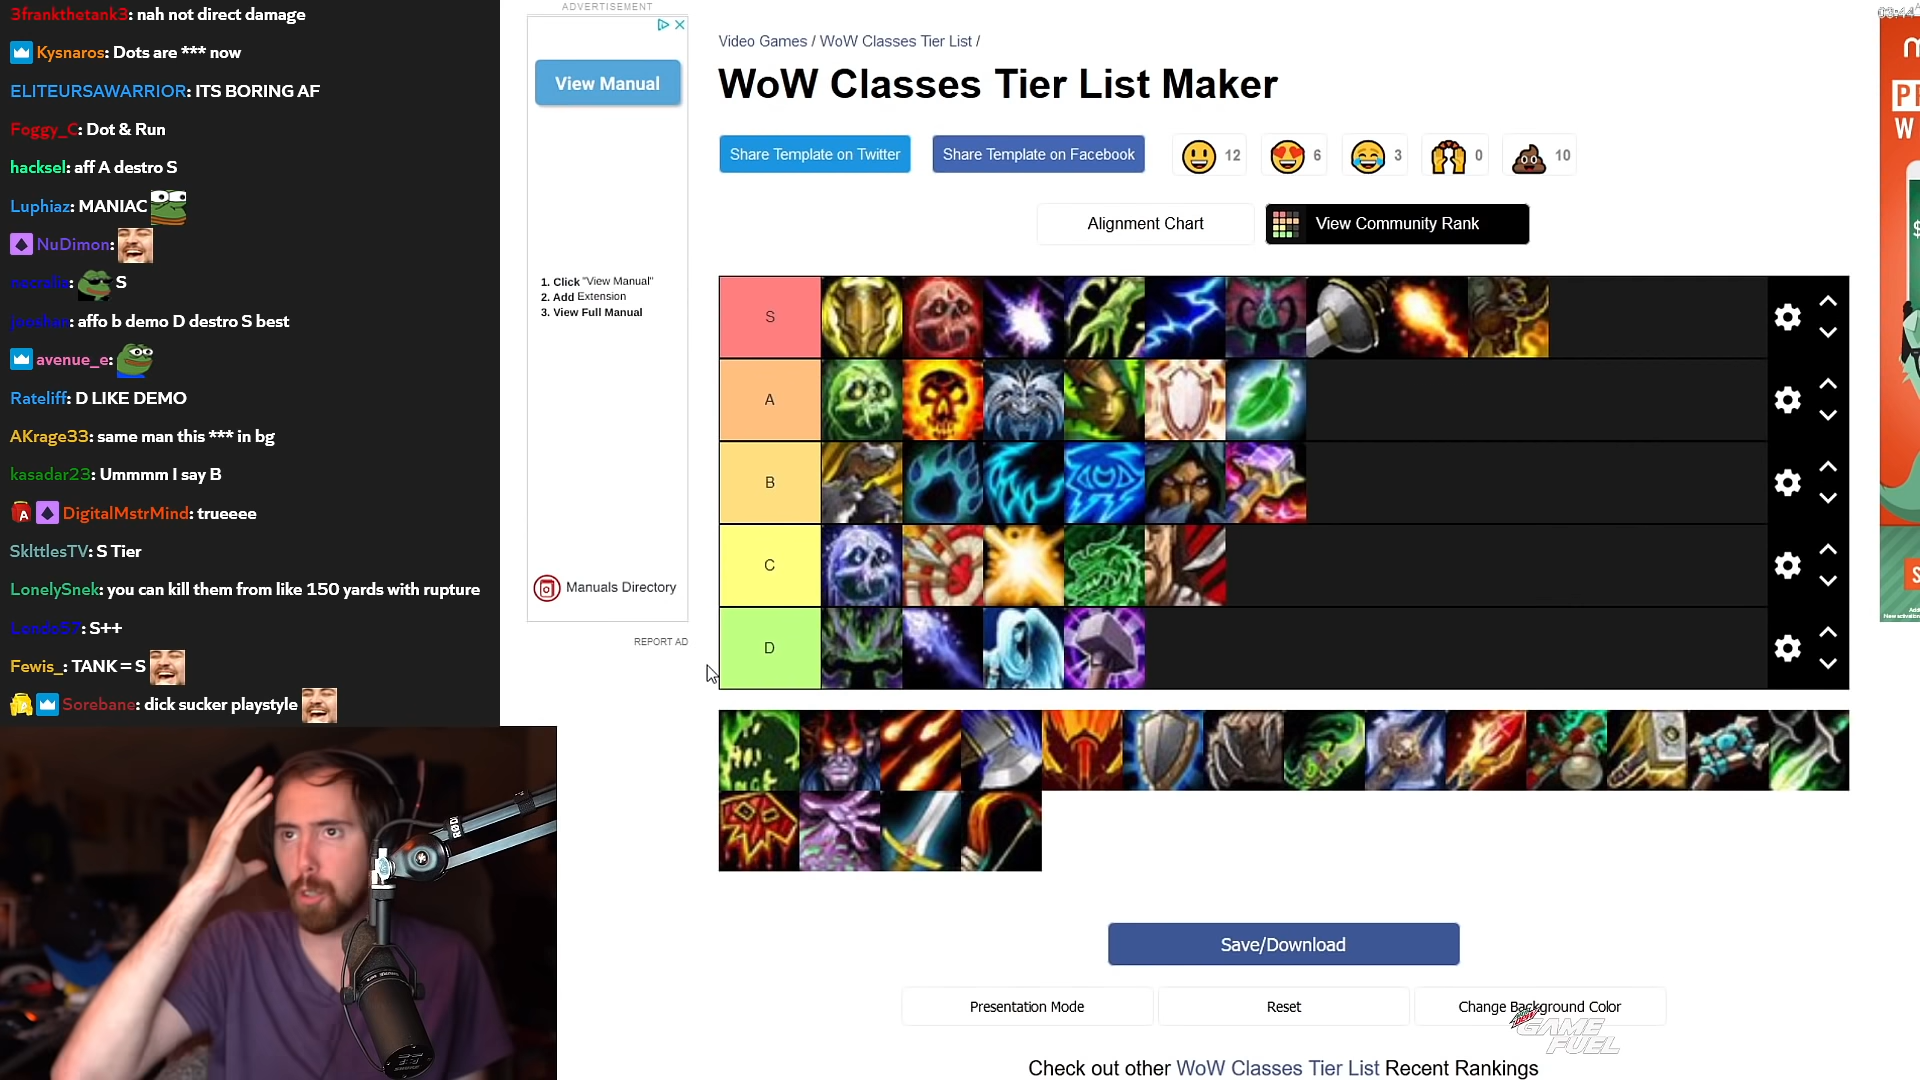 3frankthetank3: nah not direct damage
Kysnaros: Dots are *** now
ELITEURSAWARRIOR: ITS BORING AF
Foggy_C: Dot & Run
hacksel: aff A destro S
Luphiaz: MANIAC
NuDimon:
necralia: S
jooshan: affo b demo D destro S best
avenue_e:
Rateliff: D LIKE DEMO
AKrage33: same man this *** in bg
kasadar23: Ummmm I say B
DigitalMstrMind: trueeee
SklttlesTV: S Tier
LonelySnek: you can kill them from like 150 yards with rupture
Londo57: S++
Fewis_: TANK = S
Sorebane: dick sucker playstyle
ADVERTISEMENT
View Manual
1. Click "View Manual"
2. Add Extension
3. View Full Manual
Manuals Directory
REPORT AD
Video Games / WoW Classes Tier List /
WoW Classes Tier List Maker
Share Template on Twitter
Share Template on Facebook
12
6
3
0
10
Alignment Chart
View Community Rank
S
A
B
C
D
Save/Download
Presentation Mode
Reset
Change Background Color
GAME FUEL
Check out other WoW Classes Tier List Recent Rankings
RØDE